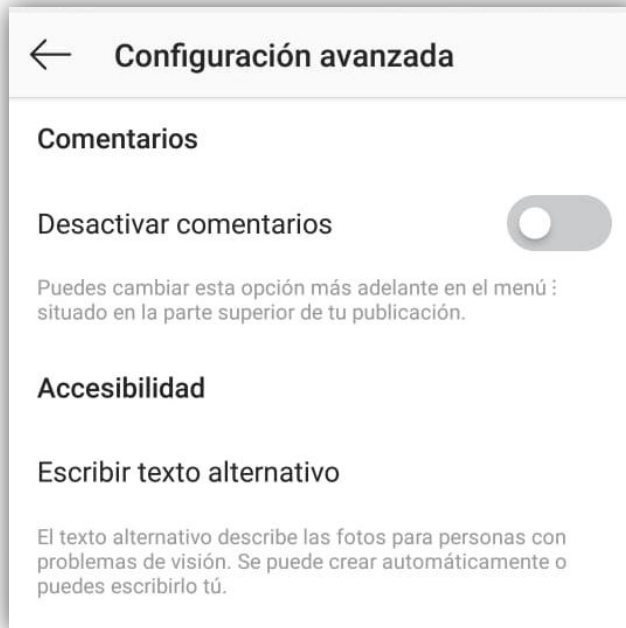 Configuración avanzada
Comentarios
Desactivar comentarios
Puedes cambiar esta opción más adelante en el menú ⋮
situado en la parte superior de tu publicación.
Accesibilidad
Escribir texto alternativo
El texto alternativo describe las fotos para personas con
problemas de visión. Se puede crear automáticamente o
puedes escribirlo tú.